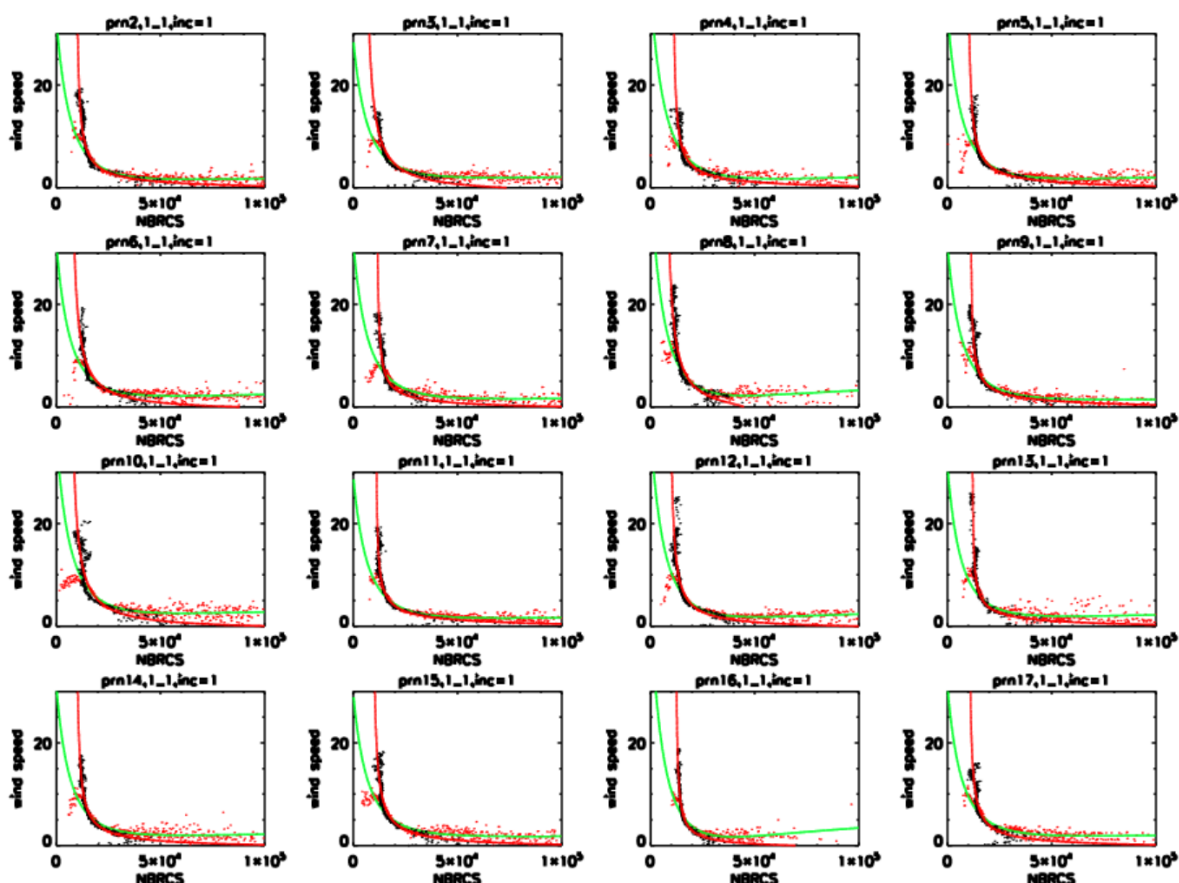 prn2,1_1,inc=1 prn3,1_1,inc=1 prn4,1_1,inc=1 prn5,1_1,inc=1
wind speed wind speed wind speed wind speed
20 20 20 20
0 0 0 0
0 5×10⁴ 1×10⁵ 0 5×10⁴ 1×10⁵ 0 5×10⁴ 1×10⁵ 0 5×10⁴ 1×10⁵
NBRCS NBRCS NBRCS NBRCS
prn6,1_1,inc=1 prn7,1_1,inc=1 prn8,1_1,inc=1 prn9,1_1,inc=1
wind speed wind speed wind speed wind speed
20 20 20 20
0 0 0 0
0 5×10⁴ 1×10⁵ 0 5×10⁴ 1×10⁵ 0 5×10⁴ 1×10⁵ 0 5×10⁴ 1×10⁵
NBRCS NBRCS NBRCS NBRCS
prn10,1_1,inc=1 prn11,1_1,inc=1 prn12,1_1,inc=1 prn13,1_1,inc=1
wind speed wind speed wind speed wind speed
20 20 20 20
0 0 0 0
0 5×10⁴ 1×10⁵ 0 5×10⁴ 1×10⁵ 0 5×10⁴ 1×10⁵ 0 5×10⁴ 1×10⁵
NBRCS NBRCS NBRCS NBRCS
prn14,1_1,inc=1 prn15,1_1,inc=1 prn16,1_1,inc=1 prn17,1_1,inc=1
wind speed wind speed wind speed wind speed
20 20 20 20
0 0 0 0
0 5×10⁴ 1×10⁵ 0 5×10⁴ 1×10⁵ 0 5×10⁴ 1×10⁵ 0 5×10⁴ 1×10⁵
NBRCS NBRCS NBRCS NBRCS